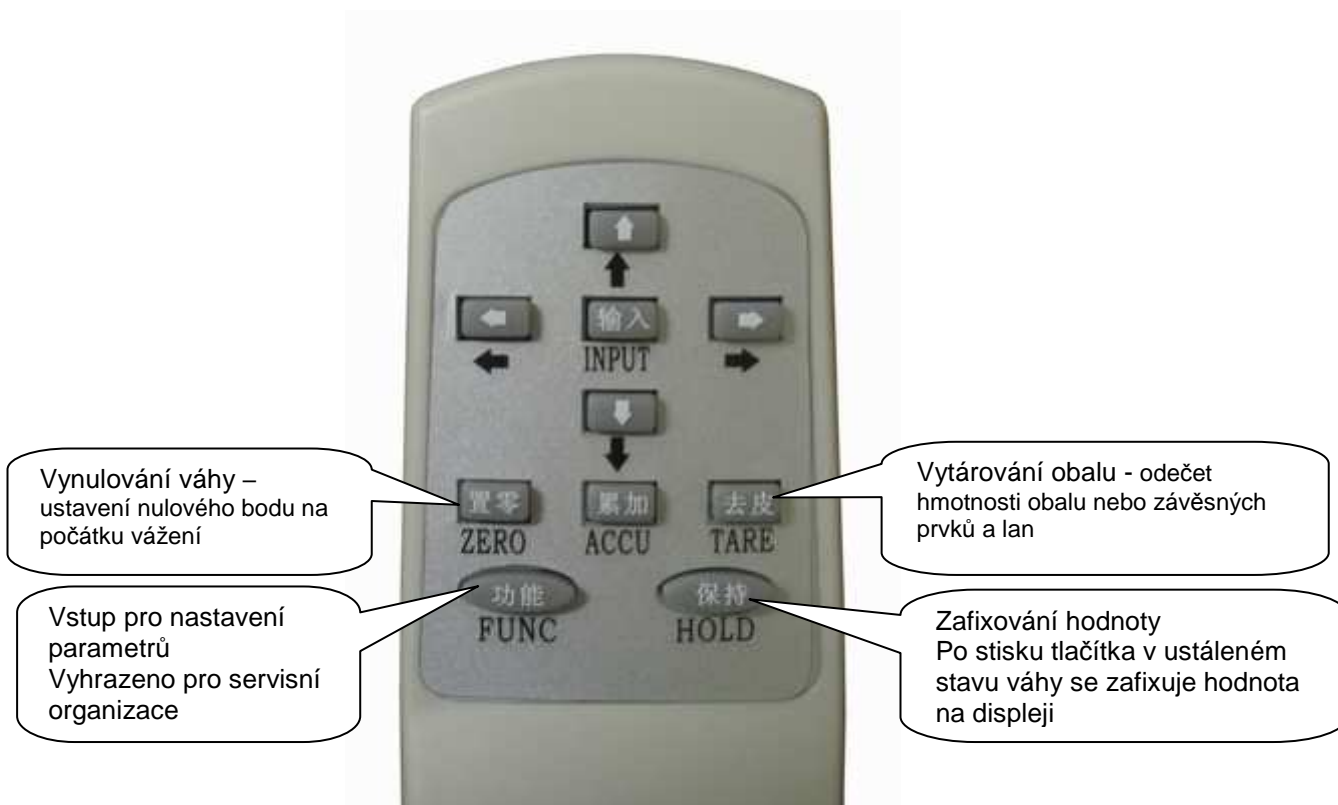 输入
INPUT
Vynulování váhy –
ustavení nulového bodu na
počátku vážení
置零
累加
去皮
ZERO
ACCU
TARE
Vytárování obalu - odečet
hmotnosti obalu nebo závěsných
prvků a lan
Vstup pro nastavení
parametrů
Vyhrazeno pro servisní
organizace
功能
保持
FUNC
HOLD
Zafixování hodnoty
Po stisku tlačítka v ustáleném
stavu váhy se zafixuje hodnota
na displeji